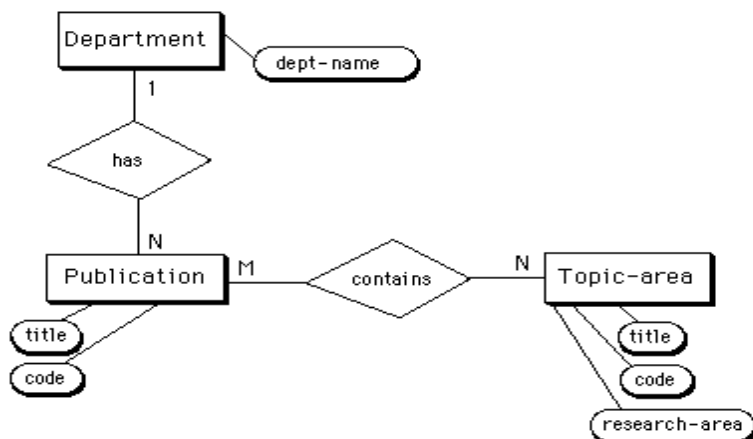 Department
dept-name
1
has
N
Publication
M
contains
N
Topic-area
title
code
title
code
research-area